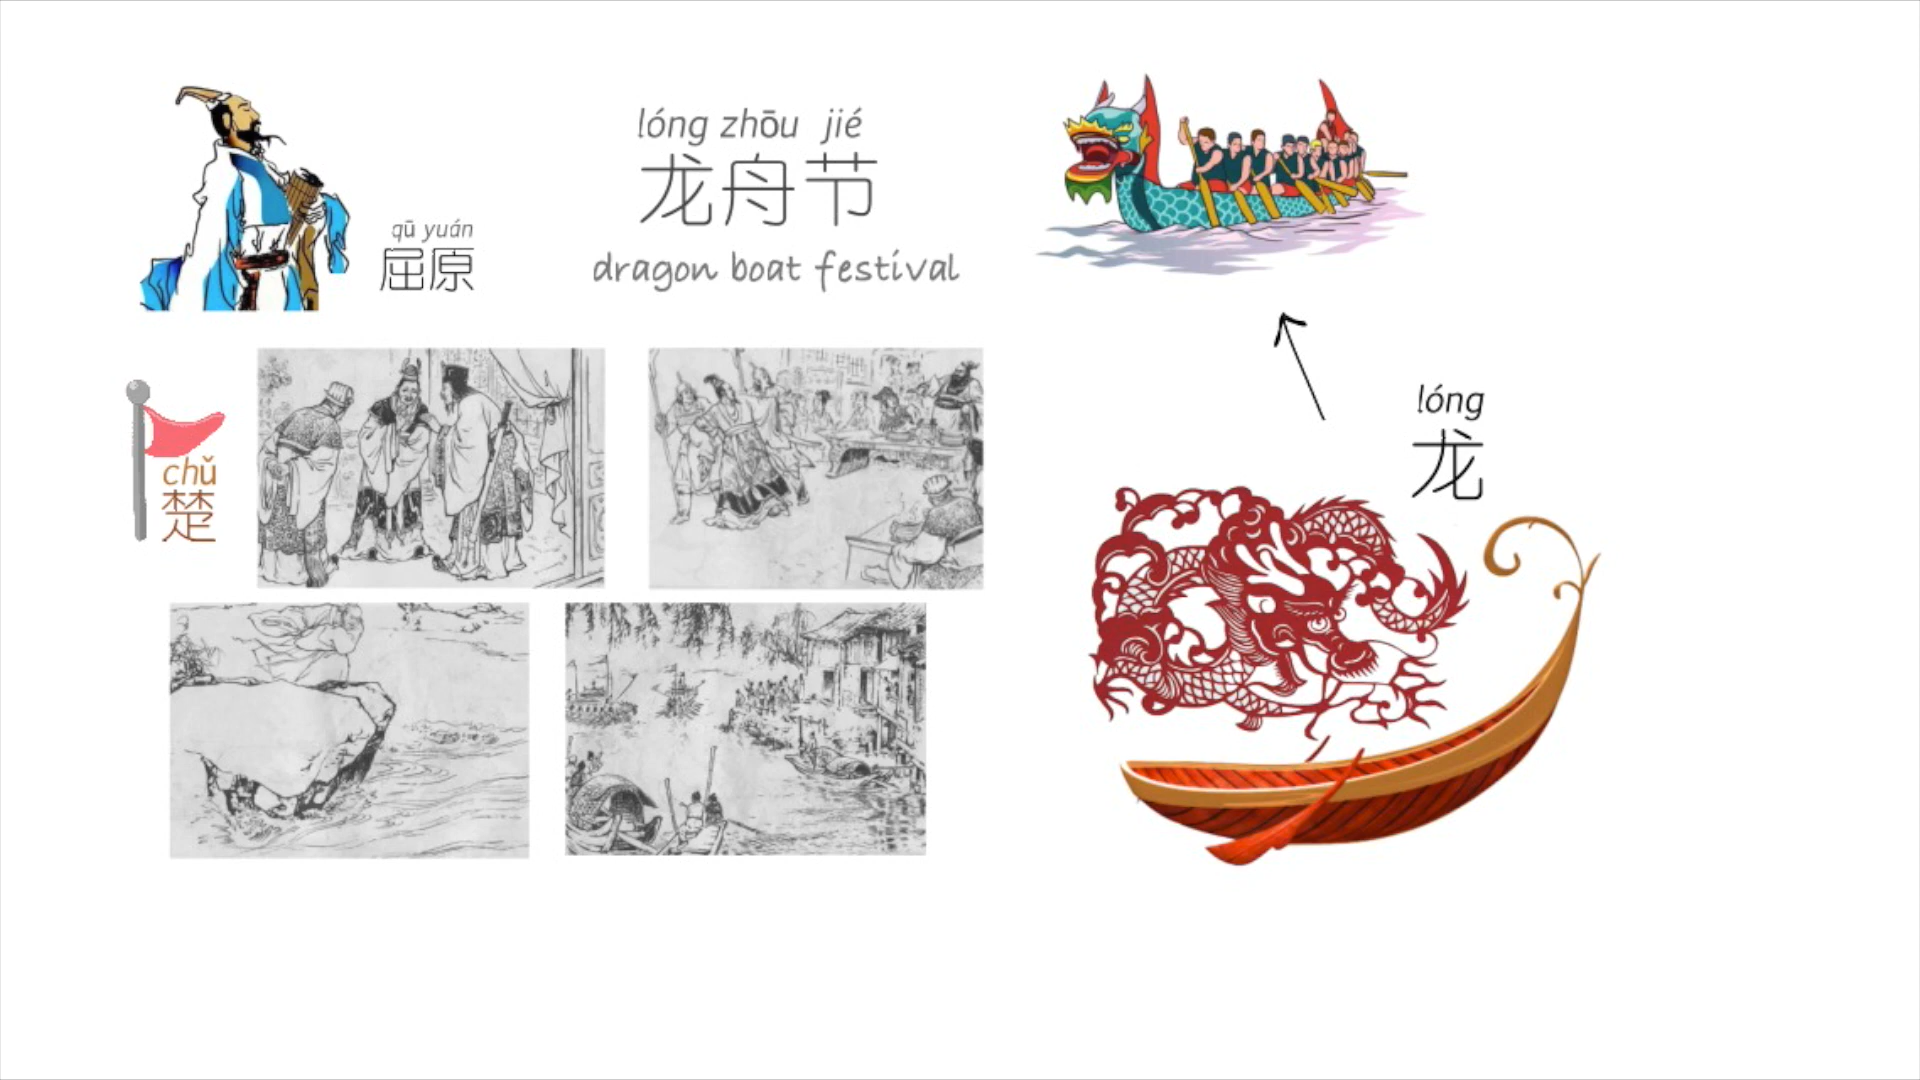 lóng zhōu jié
龙舟节
dragon boat festival
qū yuán
屈原
chǔ
楚
lóng
龙